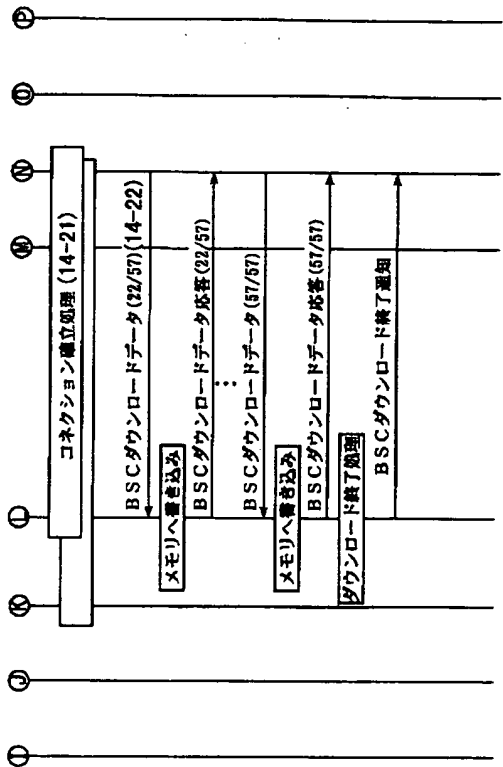 Ⓘ Ⓙ Ⓚ Ⓛ Ⓜ Ⓝ Ⓞ Ⓟ
コネクション確立処理(14-21)
BSCダウンロードデータ(22/57)(14-22)
メモリへ書き込み
BSCダウンロードデータ応答(22/57)
BSCダウンロードデータ(57/57)
メモリへ書き込み
BSCダウンロードデータ応答(57/57)
ダウンロード終了処理
BSCダウンロード終了通知